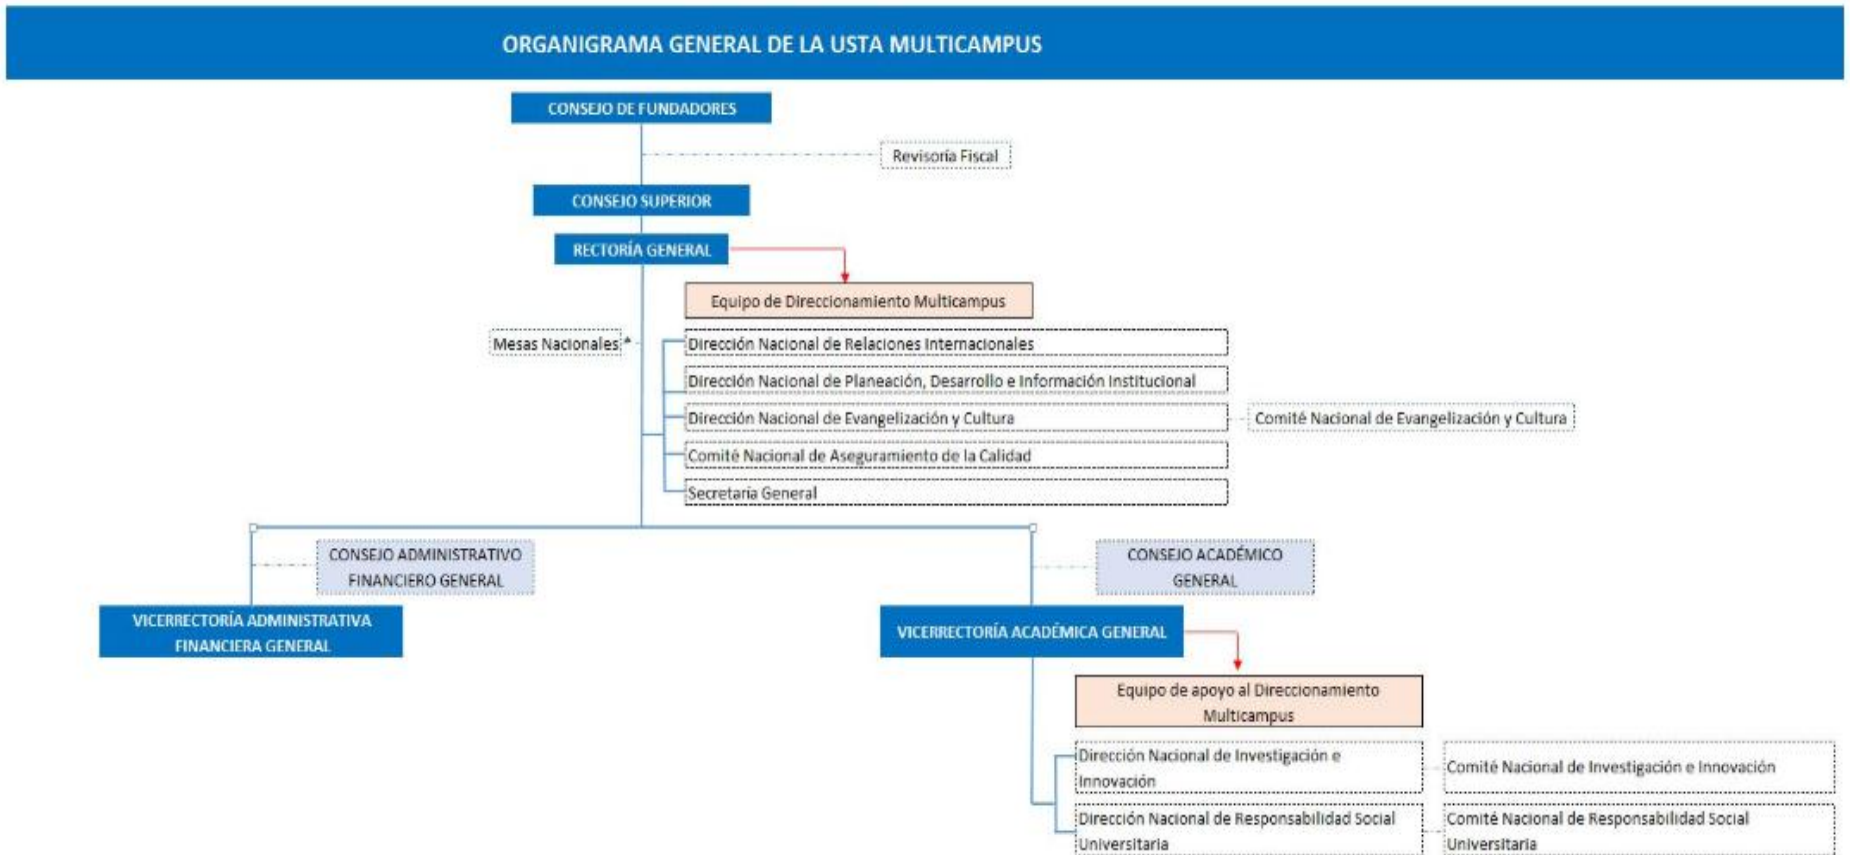 ORGANIGRAMA GENERAL DE LA USTA MULTICAMPUS
CONSEJO DE FUNDADORES
Revisoría Fiscal
CONSEJO SUPERIOR
RECTORÍA GENERAL
Equipo de Direccionamiento Multicampus
Mesas Nacionales
Dirección Nacional de Relaciones Internacionales
Dirección Nacional de Planeación, Desarrollo e Información Institucional
Dirección Nacional de Evangelización y Cultura
Comité Nacional de Evangelización y Cultura
Comité Nacional de Aseguramiento de la Calidad
Secretaría General
CONSEJO ADMINISTRATIVO
FINANCIERO GENERAL
CONSEJO ACADÉMICO
GENERAL
VICERRECTORÍA ADMINISTRATIVA
FINANCIERA GENERAL
VICERRECTORÍA ACADÉMICA GENERAL
Equipo de apoyo al Direccionamiento
Multicampus
Dirección Nacional de Investigación e
Innovación
Comité Nacional de Investigación e Innovación
Dirección Nacional de Responsabilidad Social
Universitaria
Comité Nacional de Responsabilidad Social
Universitaria